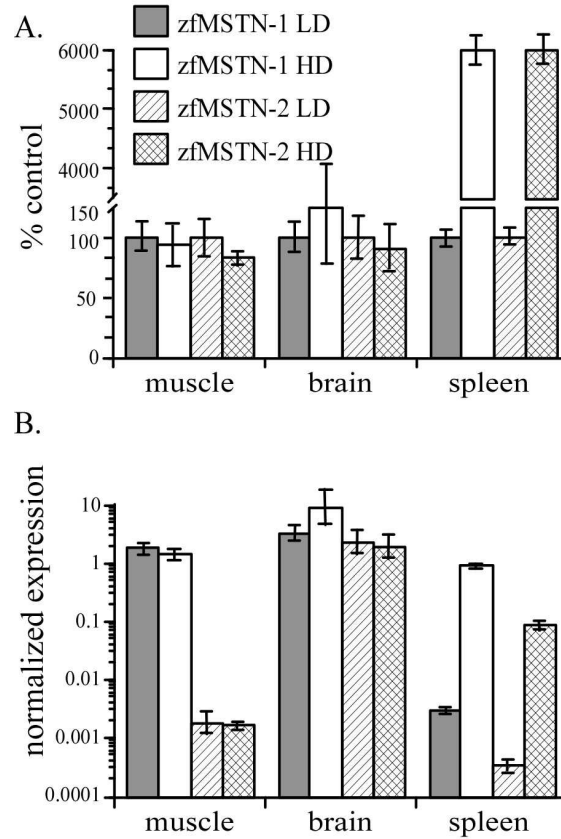 A.
zfMSTN-1 LD
zfMSTN-1 HD
zfMSTN-2 LD
zfMSTN-2 HD
% control
6000
5000
4000
150
100
50
0
muscle brain spleen
B.
normalized expression
10
1
0.1
0.01
0.001
0.0001
muscle brain spleen